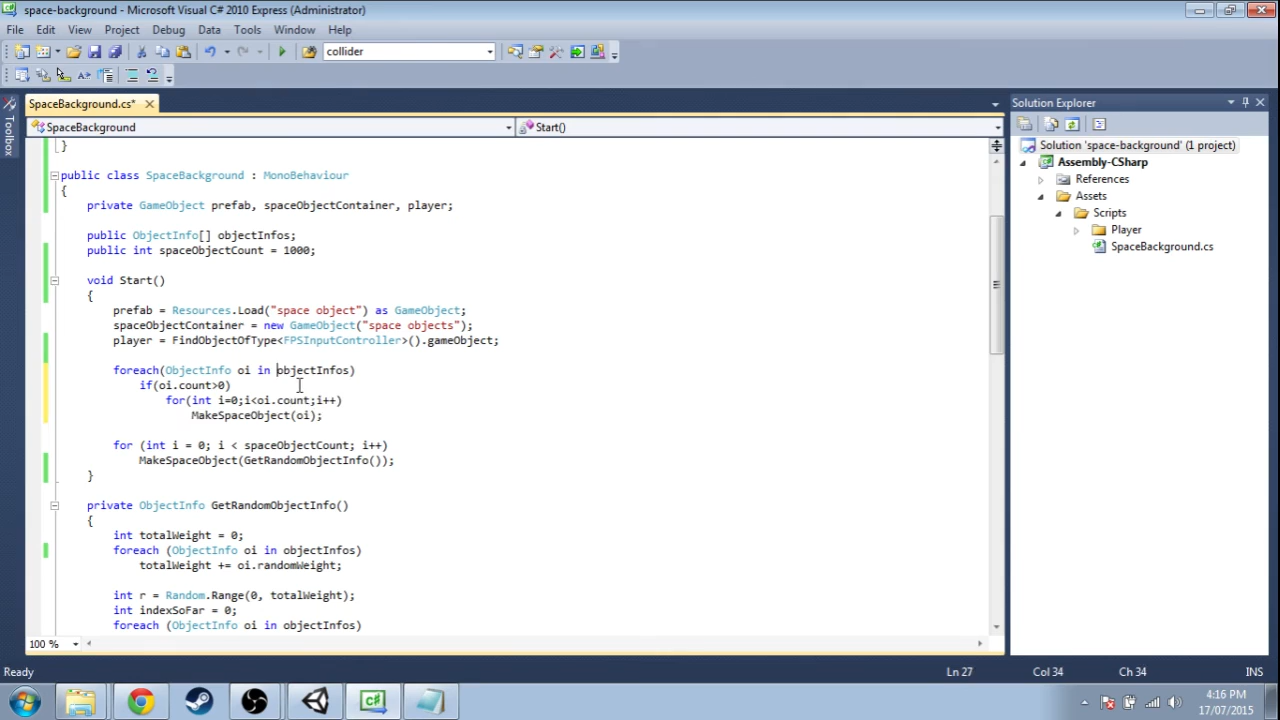 space-background - Microsoft Visual C# 2010 Express (Administrator)
File Edit View Project Debug Data Tools Window Help
collider
SpaceBackground.cs*
Solution Explorer
SpaceBackground
Start()
Toolbox
Solution 'space-background' (1 project)
Assembly-CSharp
References
Assets
Scripts
Player
SpaceBackground.cs
}
public class SpaceBackground : MonoBehaviour
{
private GameObject prefab, spaceObjectContainer, player;
public ObjectInfo[] objectInfos;
public int spaceObjectCount = 1000;
void Start()
{
prefab = Resources.Load("space object") as GameObject;
spaceObjectContainer = new GameObject("space objects");
player = FindObjectOfType<FPSInputController>().gameObject;
foreach(ObjectInfo oi in objectInfos)
if(oi.count>0)
for(int i=0;i<oi.count;i++)
MakeSpaceObject(oi);
for (int i = 0; i < spaceObjectCount; i++)
MakeSpaceObject(GetRandomObjectInfo());
}
private ObjectInfo GetRandomObjectInfo()
{
int totalWeight = 0;
foreach (ObjectInfo oi in objectInfos)
totalWeight += oi.randomWeight;
int r = Random.Range(0, totalWeight);
int indexSoFar = 0;
foreach (ObjectInfo oi in objectInfos)
100 %
Ready Ln 27 Col 34 Ch 34 INS
4:16 PM
17/07/2015